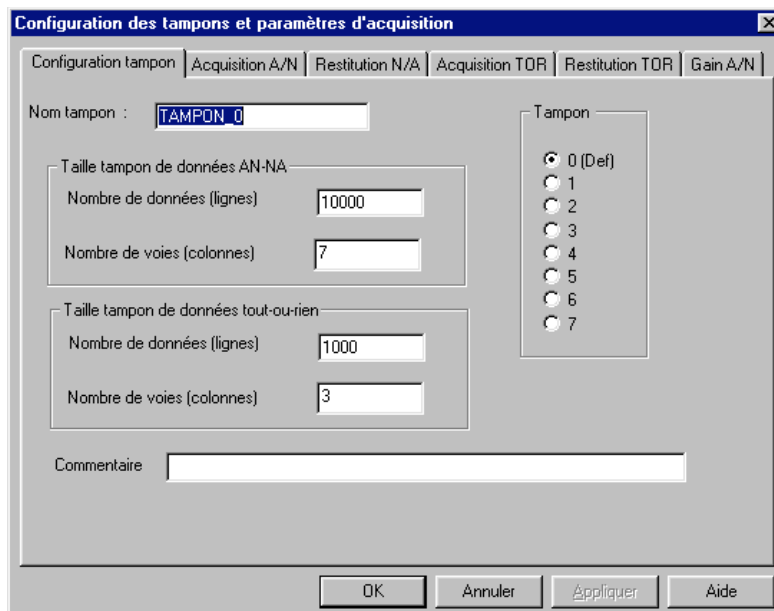 Configuration des tampons et paramètres d'acquisition
Configuration tampon Acquisition A/N Restitution N/A Acquisition TOR Restitution TOR Gain A/N
Nom tampon : TAMPON_0
Tampon
0 (Def)
1
2
3
4
5
6
7
Taille tampon de données AN-NA
Nombre de données (lignes) 10000
Nombre de voies (colonnes) 7
Taille tampon de données tout-ou-rien
Nombre de données (lignes) 1000
Nombre de voies (colonnes) 3
Commentaire
OK Annuler Appliquer Aide